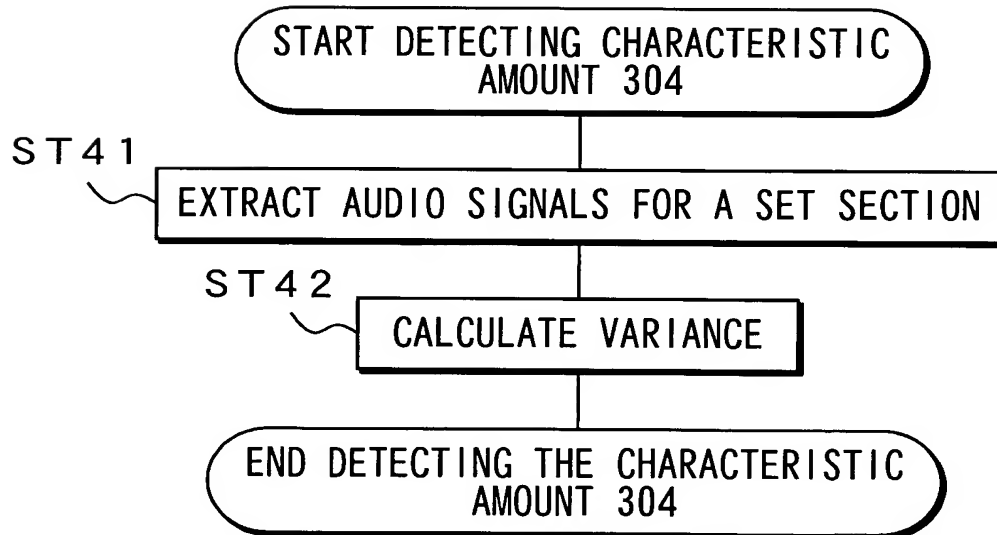 START DETECTING CHARACTERISTIC
AMOUNT 304
ST41
EXTRACT AUDIO SIGNALS FOR A SET SECTION
ST42
CALCULATE VARIANCE
END DETECTING THE CHARACTERISTIC
AMOUNT 304